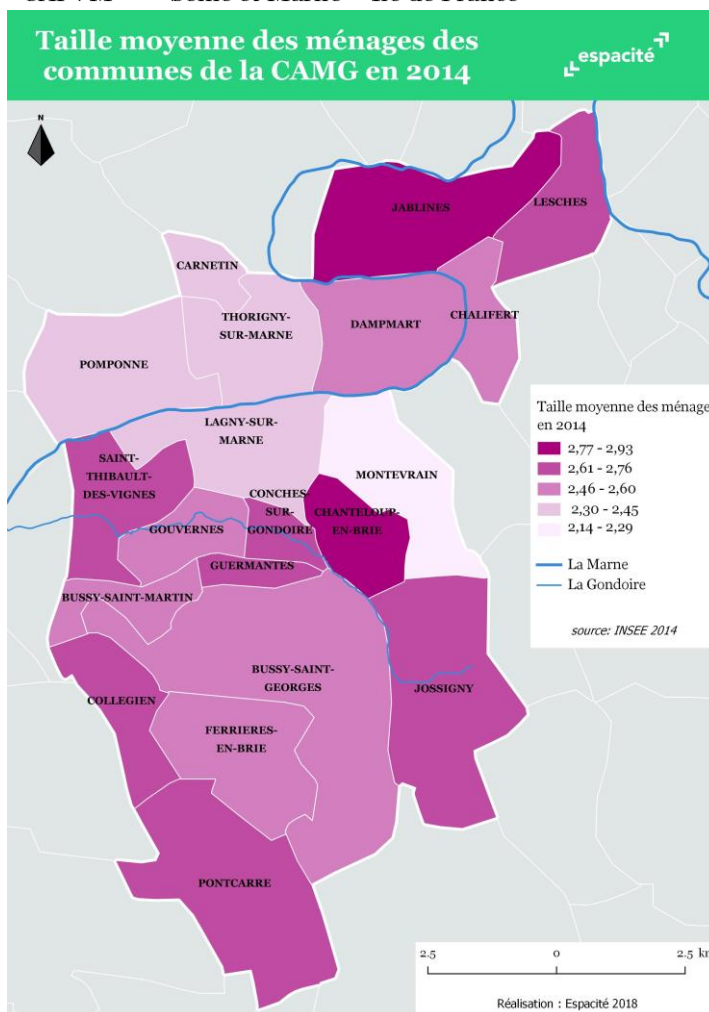 Taille moyenne des ménages des
communes de la CAMG en 2014
espacité
N
JABLINES
LESCHES
CARNETIN
THORIGNY-
SUR-MARNE
DAMPMART
CHALIFERT
POMPONNE
LAGNY-SUR-
MARNE
MONTEVRAIN
SAINT-
THIBAULT-
DES-VIGNES
CONCHES-
SUR-
GONDOIRE
CHANTELOUP-
EN-BRIE
GOUVERNES
GUERMANTES
BUSSY-SAINT-MARTIN
BUSSY-SAINT-
GEORGES
JOSSIGNY
COLLEGIEN
FERRIERES-
EN-BRIE
PONTCARRE
Taille moyenne des ménages
en 2014
2,77 - 2,93
2,61 - 2,76
2,46 - 2,60
2,30 - 2,45
2,14 - 2,29
La Marne
La Gondoire
source: INSEE 2014
2.5 0 2.5 km
Réalisation : Espacité 2018